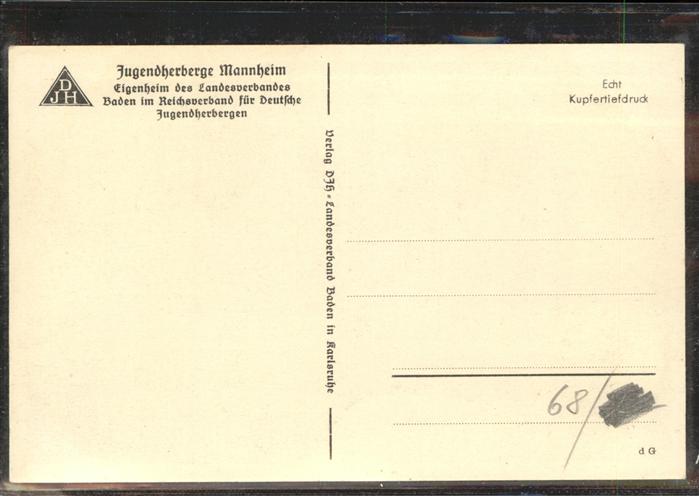 DJH
Jugendherberge Mannheim
Eigenheim des Landesverbandes
Baden im Reichsverband für Deutsche
Jugendherbergen
Verlag DJH - Landesverband Baden in Karlsruhe
Echt
Kupfertiefdruck
68/
d G